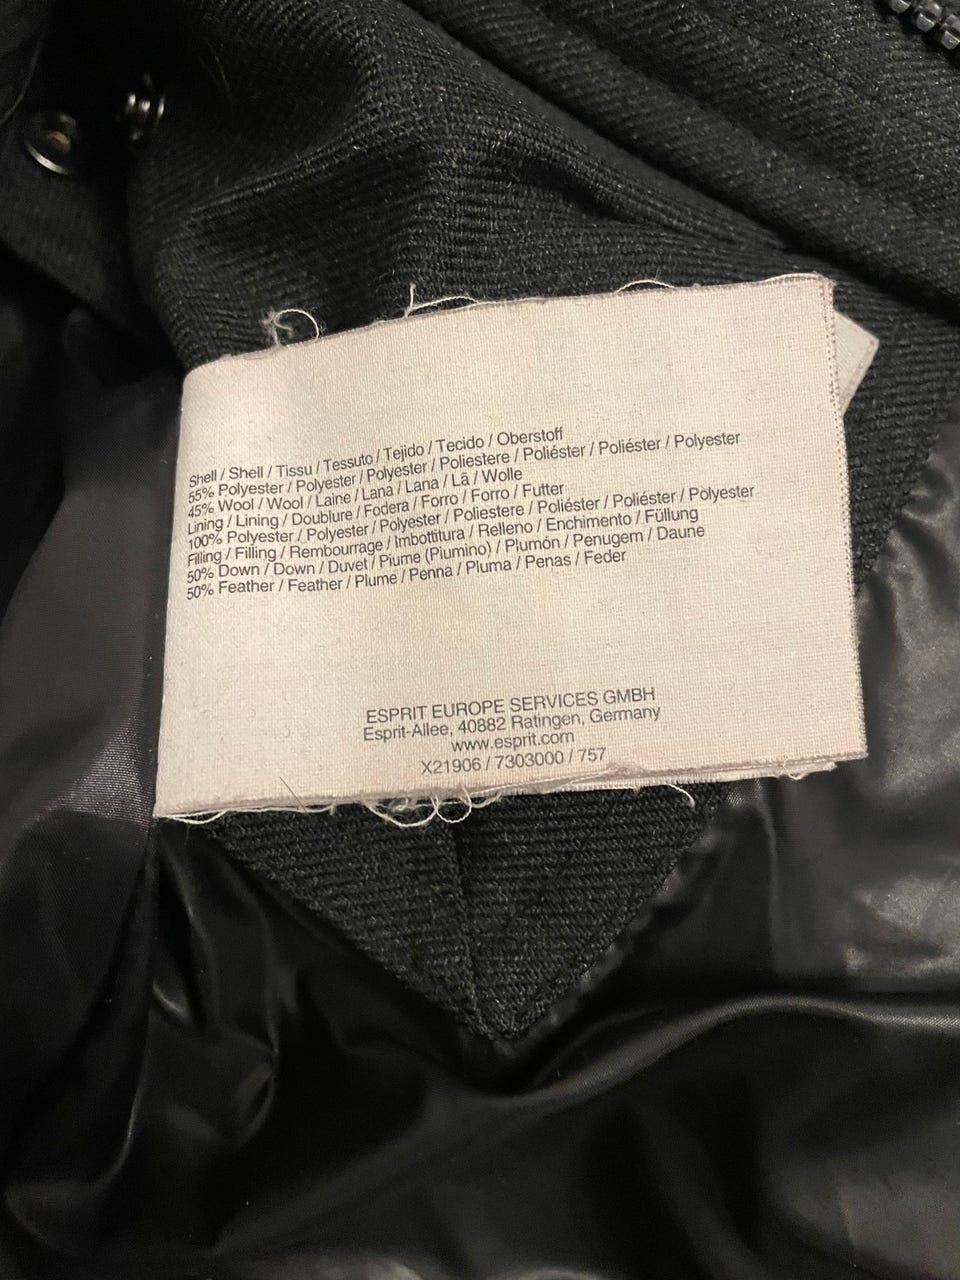 Shell / Shell / Tissu / Tessuto / Tejido / Tecido / Oberstoff
55% Polyester / Polyester / Polyester / Poliestere / Poliéster / Poliéster / Polyester
45% Wool / Wool / Laine / Lana / Lana / Lã / Wolle
Lining / Lining / Doublure / Fodera / Forro / Forro / Futter
100% Polyester / Polyester / Polyester / Poliestere / Poliéster / Poliéster / Polyester
Filling / Filling / Rembourrage / Imbottitura / Relleno / Enchimento / Füllung
50% Down / Down / Duvet / Piume (Piumino) / Plumón / Penugem / Daune
50% Feather / Feather / Plume / Penna / Pluma / Penas / Feder
ESPRIT EUROPE SERVICES GMBH
Esprit-Allee, 40882 Ratingen, Germany
www.esprit.com
X21906 / 7303000 / 757